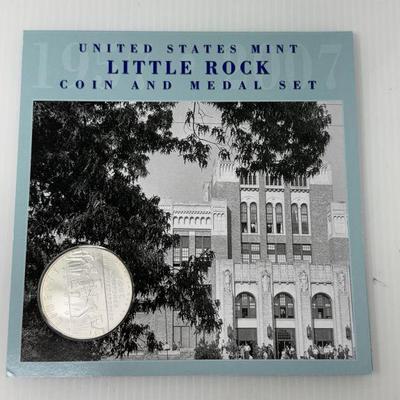 UNITED STATES MINT
LITTLE ROCK
COIN AND MEDAL SET